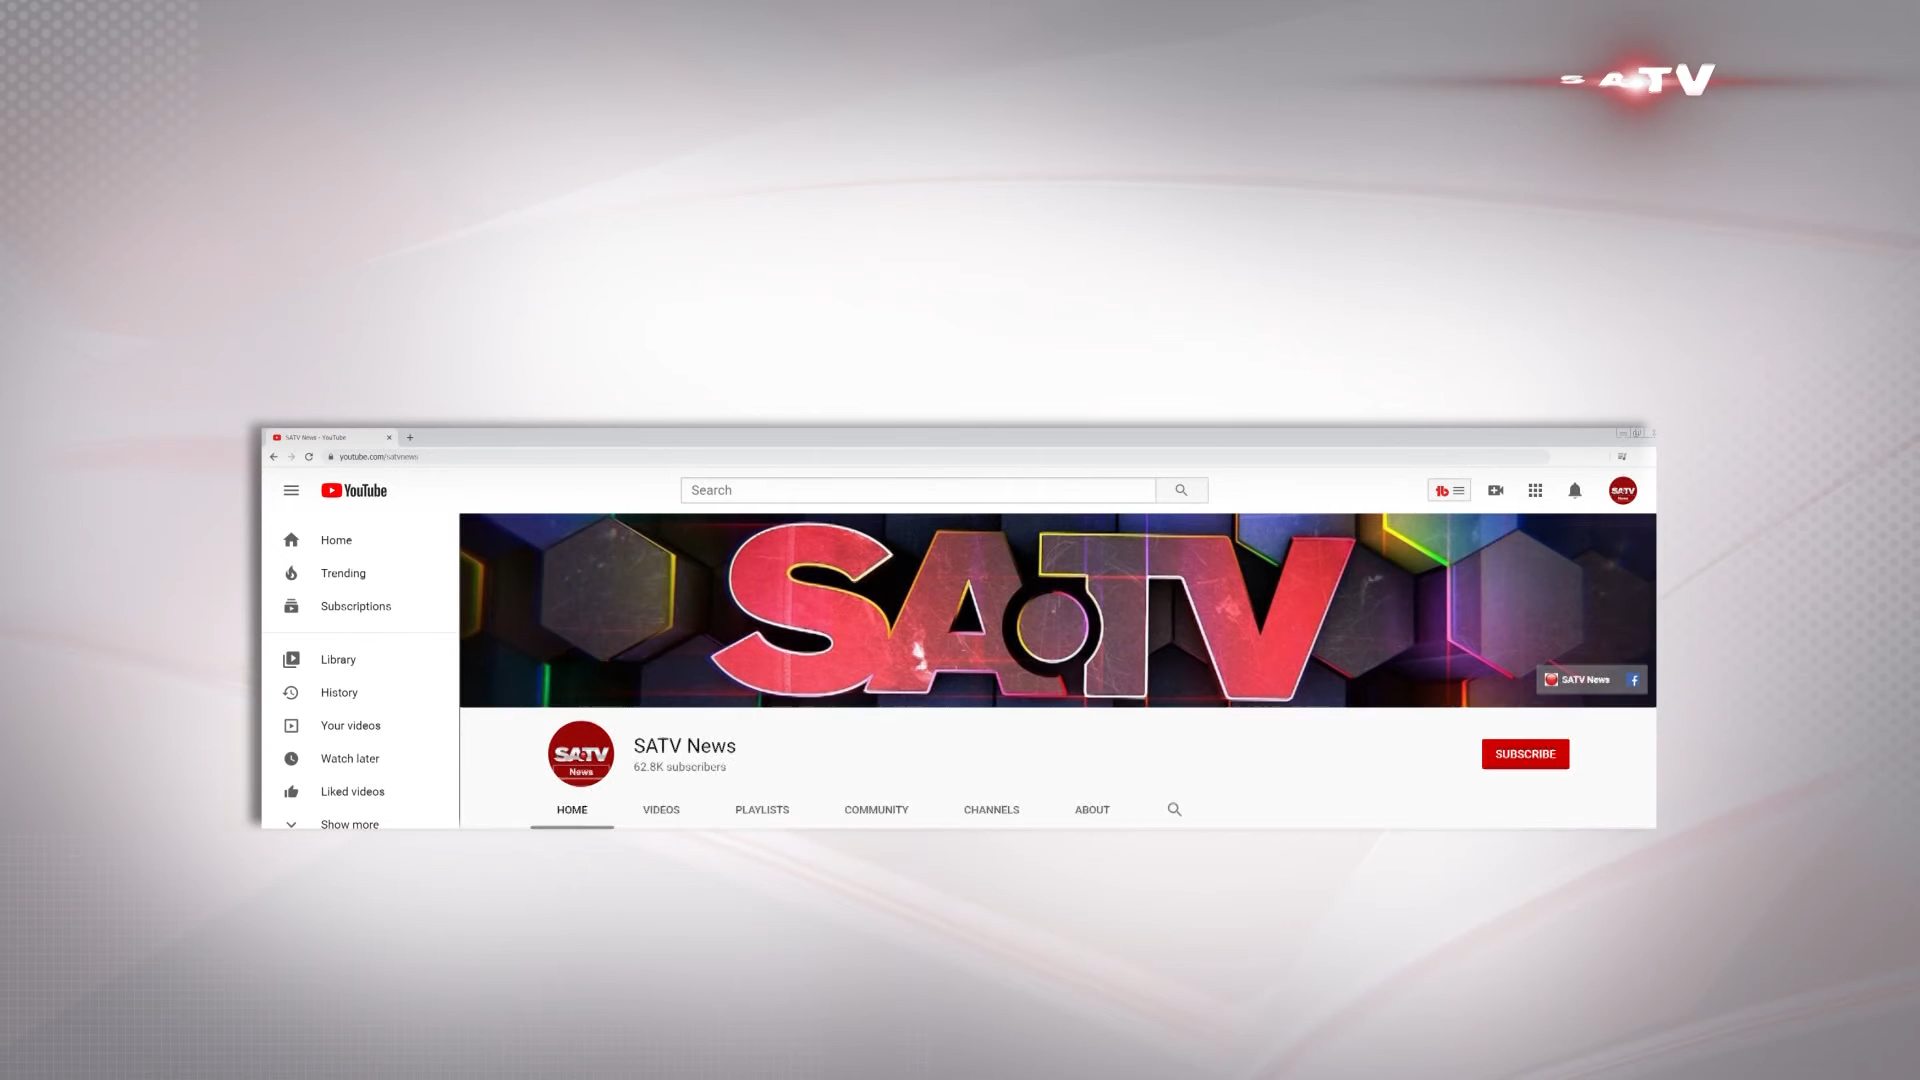 SATV
SATV News - YouTube
youtube.com/satvnews
YouTube
Search
SATV
News
Home
Trending
Subscriptions
Library
History
Your videos
Watch later
Liked videos
Show more
SATV
SATV News
SATV
News
SATV News
62.8K subscribers
SUBSCRIBE
HOME VIDEOS PLAYLISTS COMMUNITY CHANNELS ABOUT